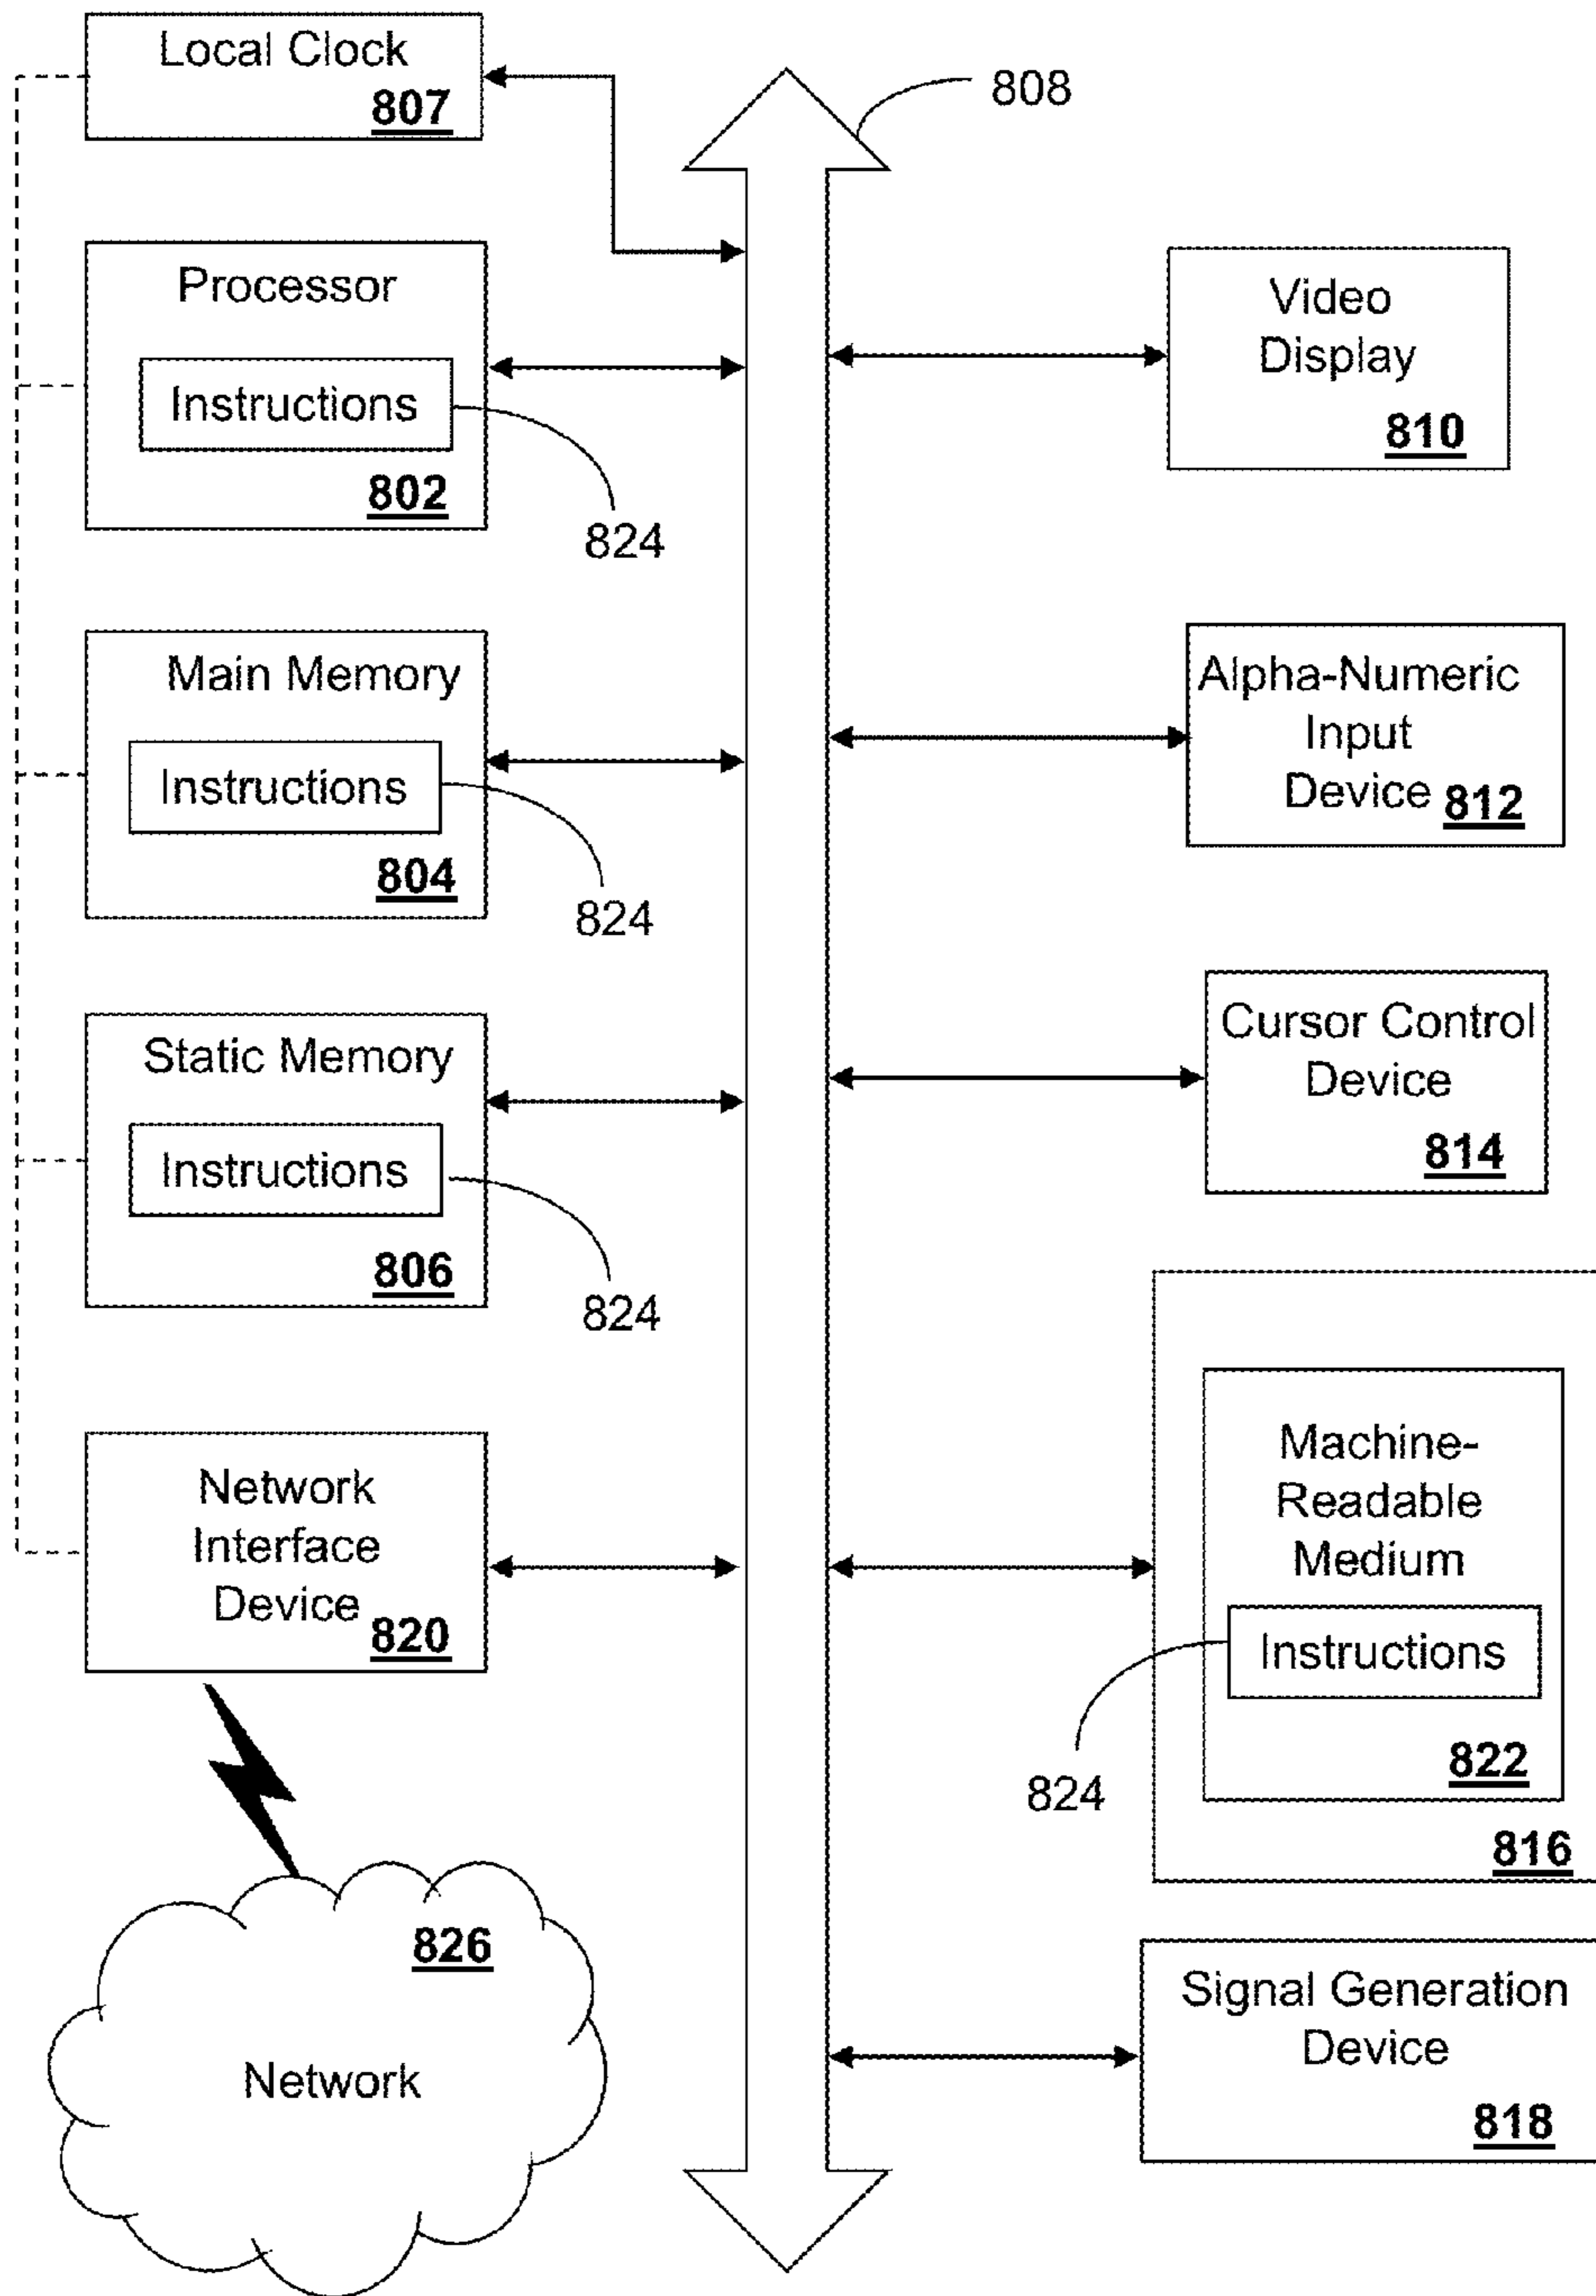 Local Clock
807
808
Processor
Instructions
802
824
Main Memory
Instructions
804
824
Static Memory
Instructions
806
824
Network
Interface
Device
820
826
Network
Video
Display
810
Alpha-Numeric
Input
Device 812
Cursor Control
Device
814
Machine-
Readable
Medium
Instructions
824
822
816
Signal Generation
Device
818